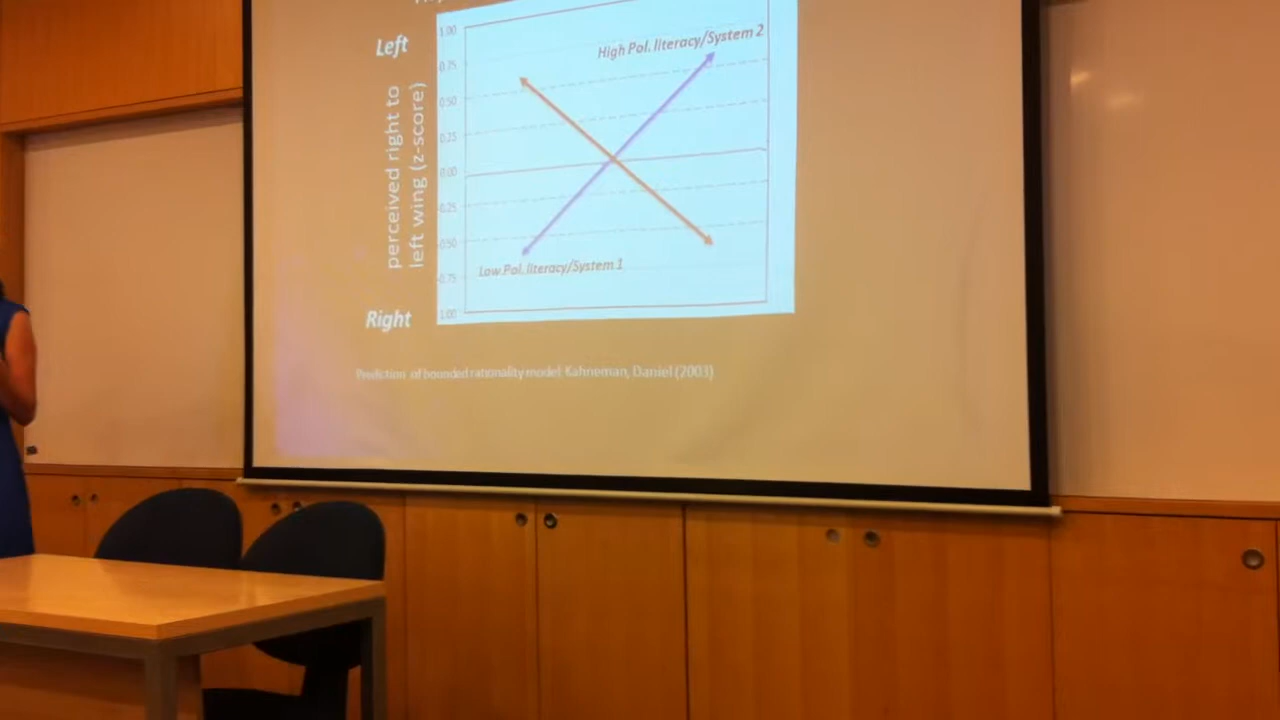 Left
perceived right to
left wing (z-score)
Right
1.00
0.75
0.50
0.25
0.00
-0.25
-0.50
-0.75
1.00
High Pol. literacy/System 2
Low Pol. literacy/System 1
Prediction of bounded rationality model: Kahneman, Daniel (2003)